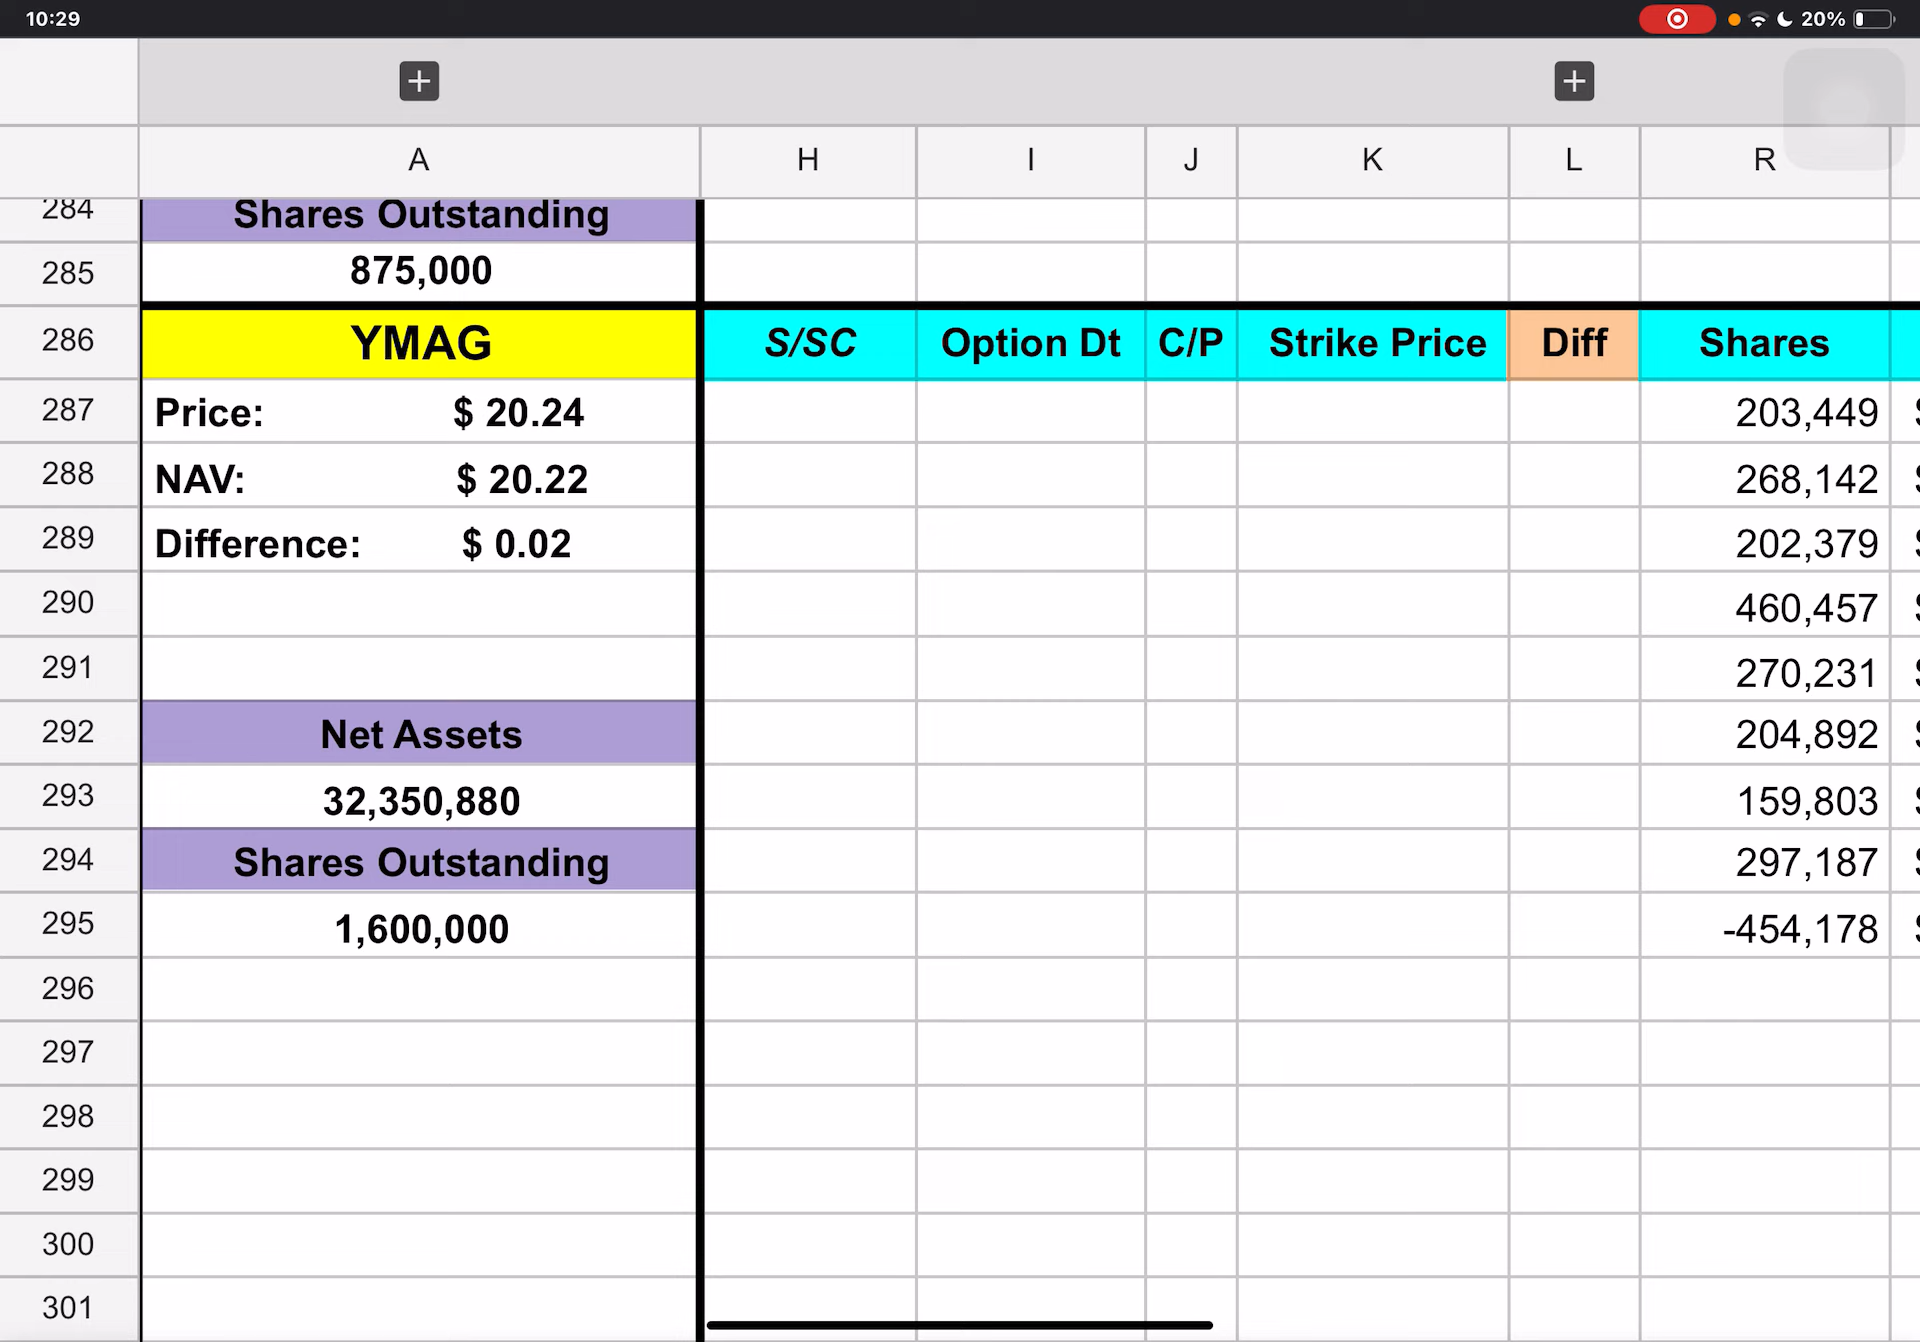 10:29 20%
A H I J K L R
284 Shares Outstanding
285 875,000
286 YMAG S/SC Option Dt C/P Strike Price Diff Shares
287 Price: $ 20.24 203,449
288 NAV: $ 20.22 268,142
289 Difference: $ 0.02 202,379
290 460,457
291 270,231
292 Net Assets 204,892
293 32,350,880 159,803
294 Shares Outstanding 297,187
295 1,600,000 -454,178
296
297
298
299
300
301